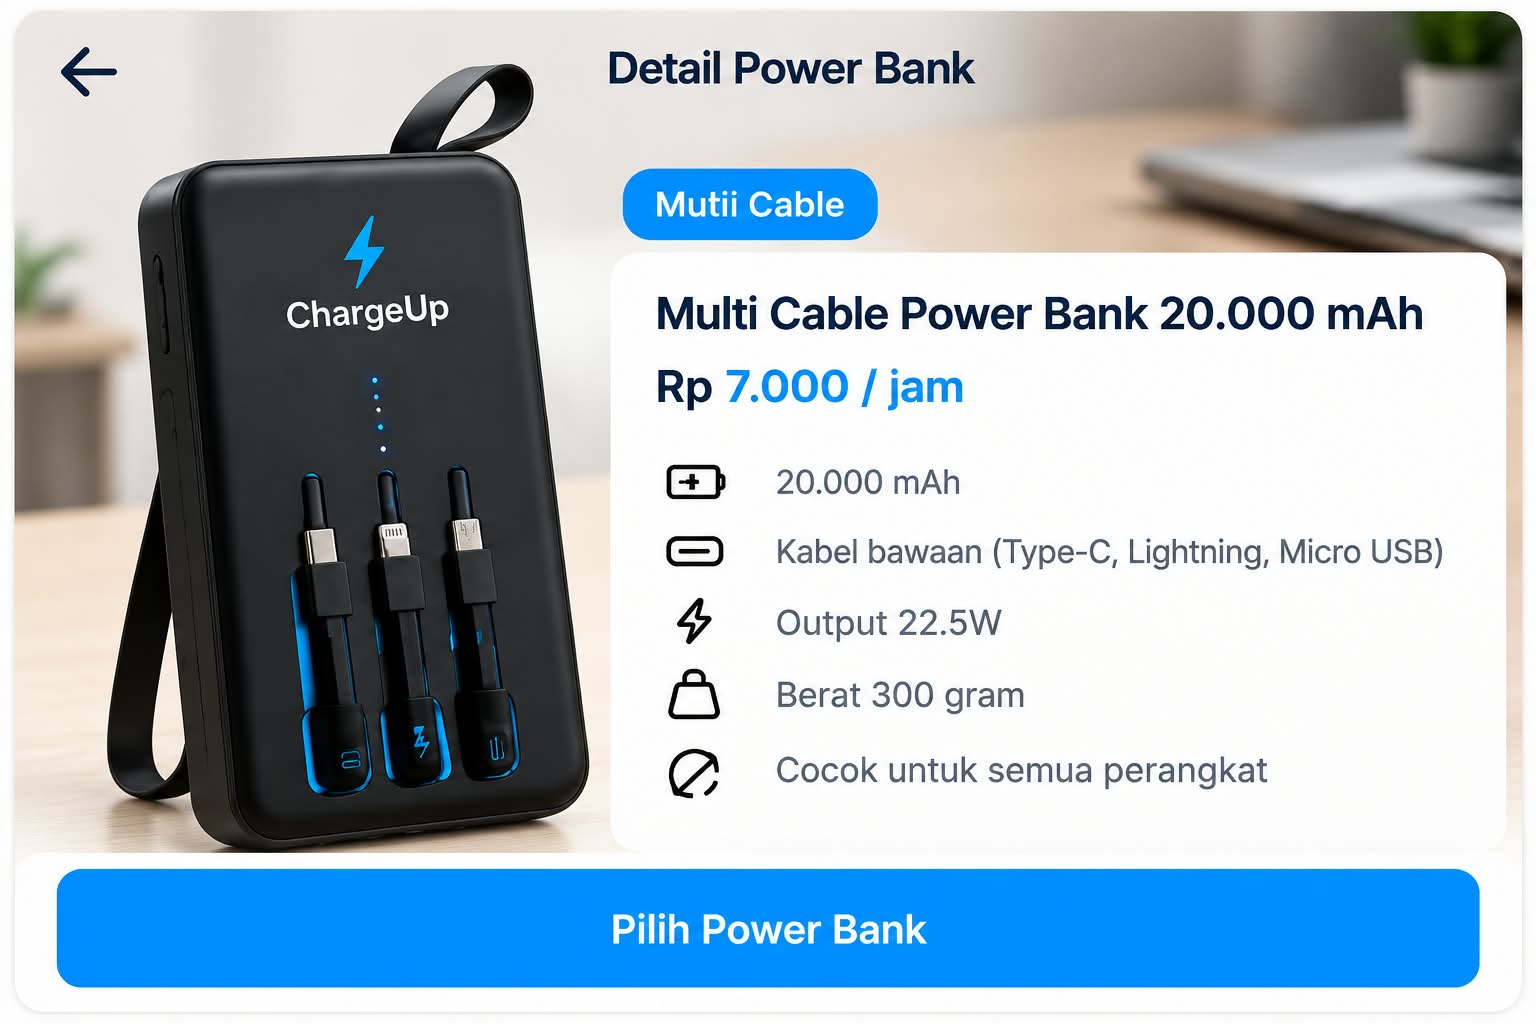 Detail Power Bank
Mutii Cable
ChargeUp
Multi Cable Power Bank 20.000 mAh
Rp 7.000 / jam
20.000 mAh
Kabel bawaan (Type-C, Lightning, Micro USB)
Output 22.5W
Berat 300 gram
Cocok untuk semua perangkat
Pilih Power Bank